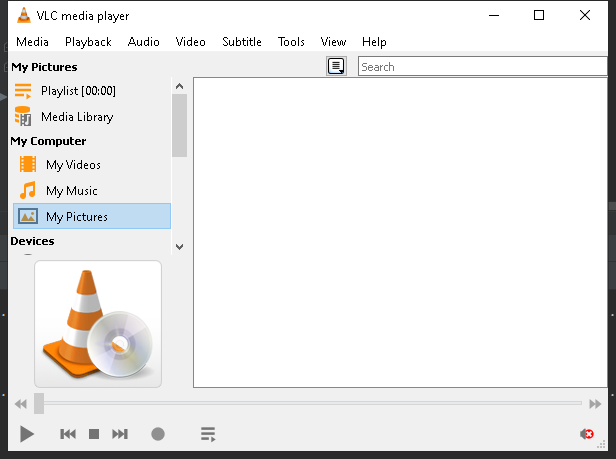 VLC media player
Media Playback Audio Video Subtitle Tools View Help
My Pictures
Search
Playlist [00:00]
Media Library
My Computer
My Videos
My Music
My Pictures
Devices